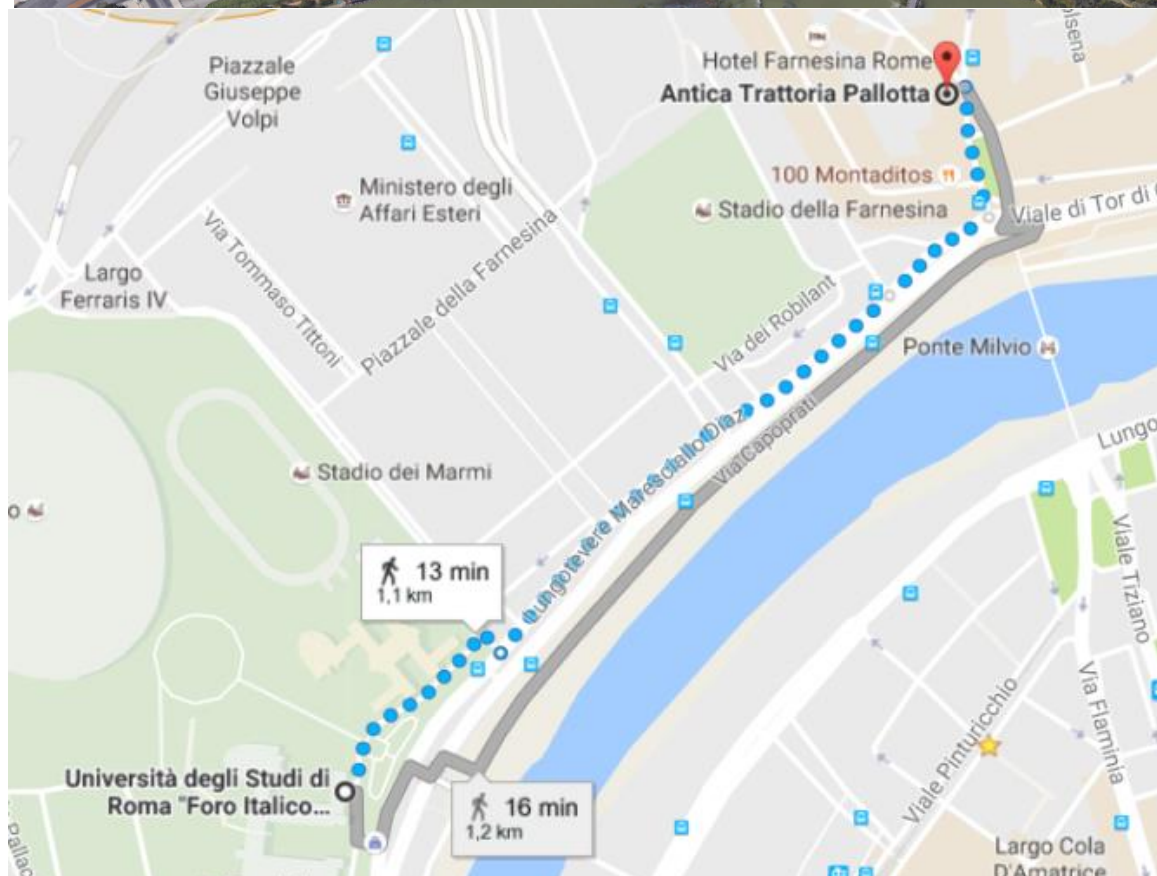 olsena
Hotel Farnesina Rome
Antica Trattoria Pallotta
Piazzale
Giuseppe
Volpi
100 Montaditos
Ministero degli
Affari Esteri
Stadio della Farnesina
Viale di Tor di
Via Tommaso Tittoni
Piazzale della Farnesina
Largo
Ferraris IV
Via dei Robilant
Ponte Milvio
Lungotevere Maresciallo Diaz
Via Capoprati
Lungo
Stadio dei Marmi
o
Viale Tiziano
13 min
1,1 km
Via Flaminia
Viale Pinturicchio
Università degli Studi di
Roma "Foro Italico...
16 min
1,2 km
Largo Cola
D'Amatrice
Pallac